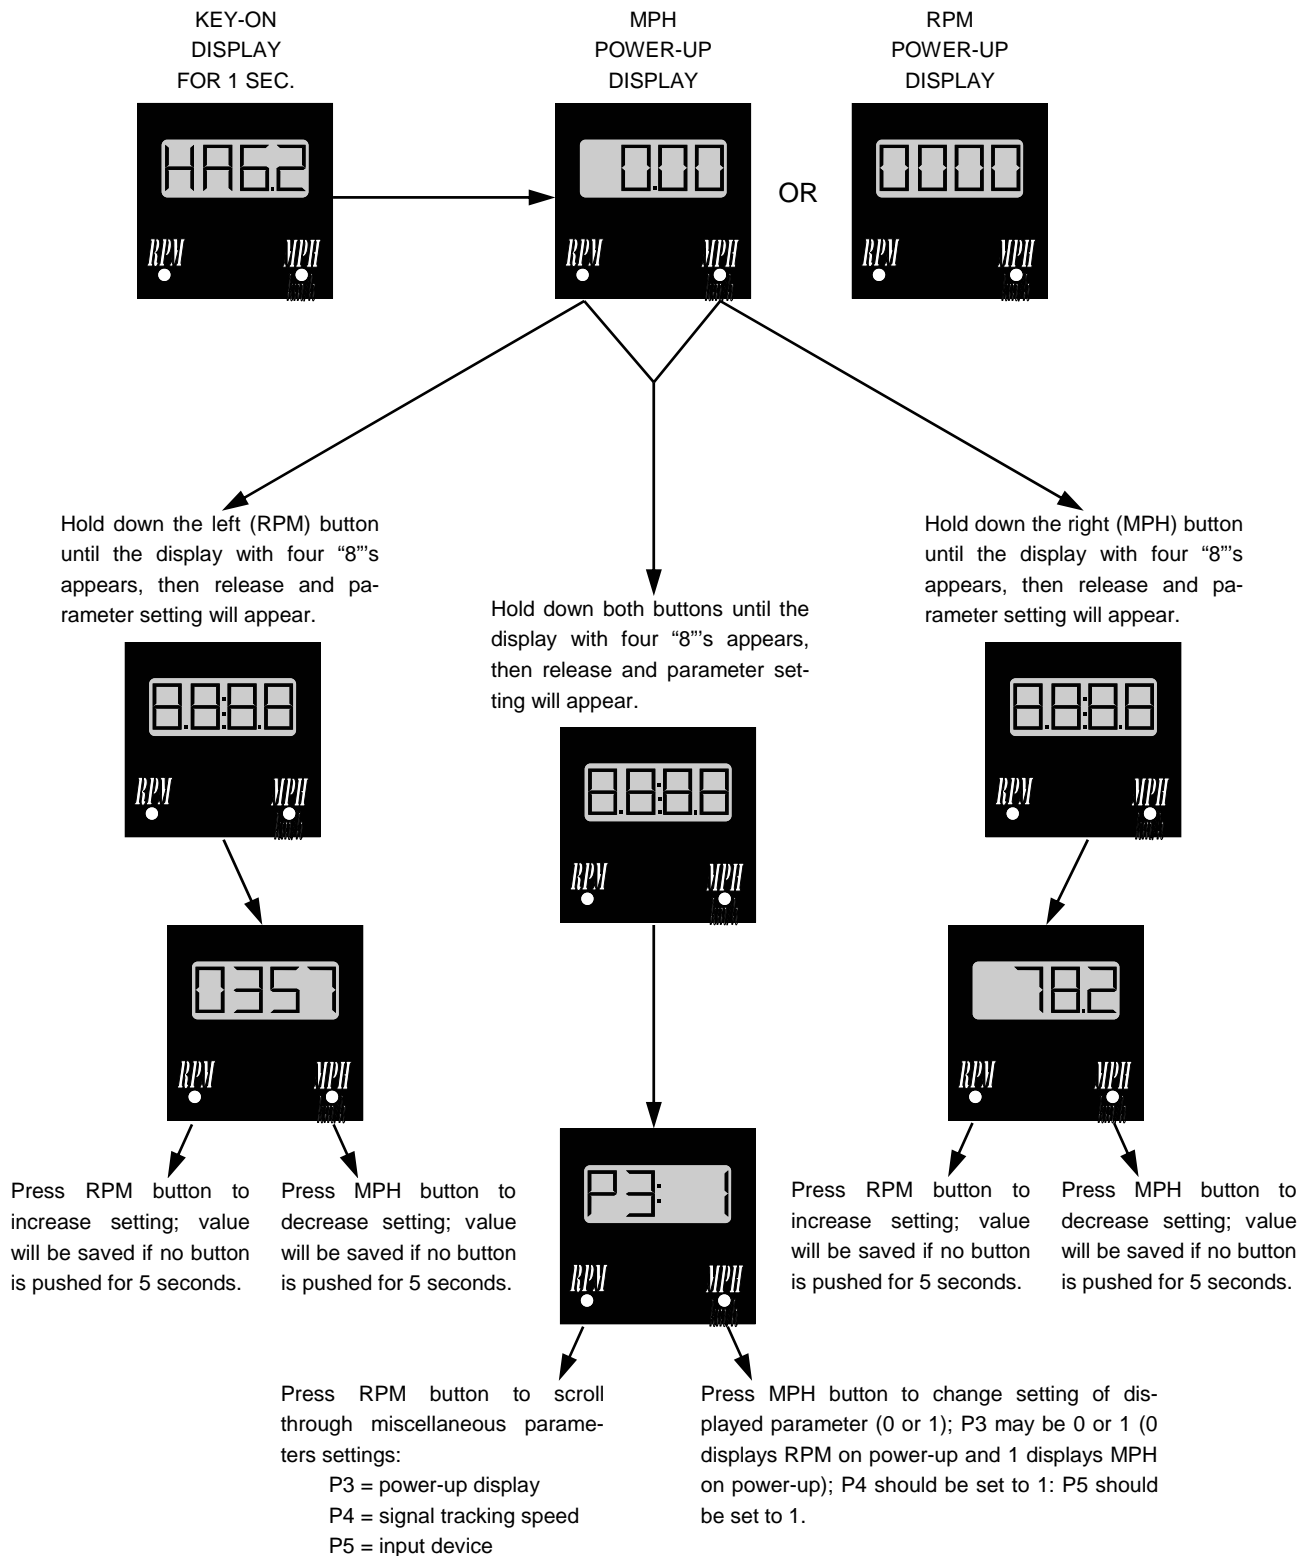 KEY-ON
DISPLAY
FOR 1 SEC.
MPH
POWER-UP
DISPLAY
RPM
POWER-UP
DISPLAY
HA6.2
RPM
MPH
0.00
RPM
MPH
OR
0000
RPM
MPH
Hold down the left (RPM) button
until the display with four “8”’s
appears, then release and pa-
rameter setting will appear.
8.8:8.8
RPM
MPH
0357
RPM
MPH
Press RPM button to
increase setting; value
will be saved if no button
is pushed for 5 seconds.
Press MPH button to
decrease setting; value
will be saved if no button
is pushed for 5 seconds.
Hold down both buttons until the
display with four “8”’s appears,
then release and parameter set-
ting will appear.
8.8:8.8
RPM
MPH
P3: 1
RPM
MPH
Press RPM button to scroll
through miscellaneous parame-
ters settings:
P3 = power-up display
P4 = signal tracking speed
P5 = input device
Press MPH button to change setting of dis-
played parameter (0 or 1); P3 may be 0 or 1 (0
displays RPM on power-up and 1 displays MPH
on power-up); P4 should be set to 1: P5 should
be set to 1.
Hold down the right (MPH) button
until the display with four “8”’s
appears, then release and pa-
rameter setting will appear.
8.8:8.8
RPM
MPH
78.2
RPM
MPH
Press RPM button to
increase setting; value
will be saved if no button
is pushed for 5 seconds.
Press MPH button to
decrease setting; value
will be saved if no button
is pushed for 5 seconds.